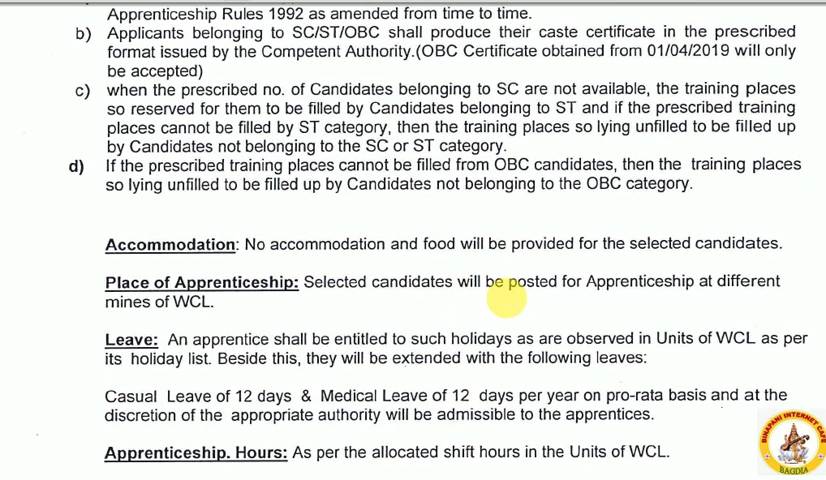 Apprenticeship Rules 1992 as amended from time to time.
b) Applicants belonging to SC/ST/OBC shall produce their caste certificate in the prescribed
format issued by the Competent Authority.(OBC Certificate obtained from 01/04/2019 will only
be accepted)
c) when the prescribed no. of Candidates belonging to SC are not available, the training places
so reserved for them to be filled by Candidates belonging to ST and if the prescribed training
places cannot be filled by ST category, then the training places so lying unfilled to be filled up
by Candidates not belonging to the SC or ST category.
d) If the prescribed training places cannot be filled from OBC candidates, then the training places
so lying unfilled to be filled up by Candidates not belonging to the OBC category.
Accommodation: No accommodation and food will be provided for the selected candidates.
Place of Apprenticeship: Selected candidates will be posted for Apprenticeship at different
mines of WCL.
Leave: An apprentice shall be entitled to such holidays as are observed in Units of WCL as per
its holiday list. Beside this, they will be extended with the following leaves:
Casual Leave of 12 days & Medical Leave of 12 days per year on pro-rata basis and at the
discretion of the appropriate authority will be admissible to the apprentices.
Apprenticeship. Hours: As per the allocated shift hours in the Units of WCL.
BINAPANI INTERNET CAFE
BAGDIA